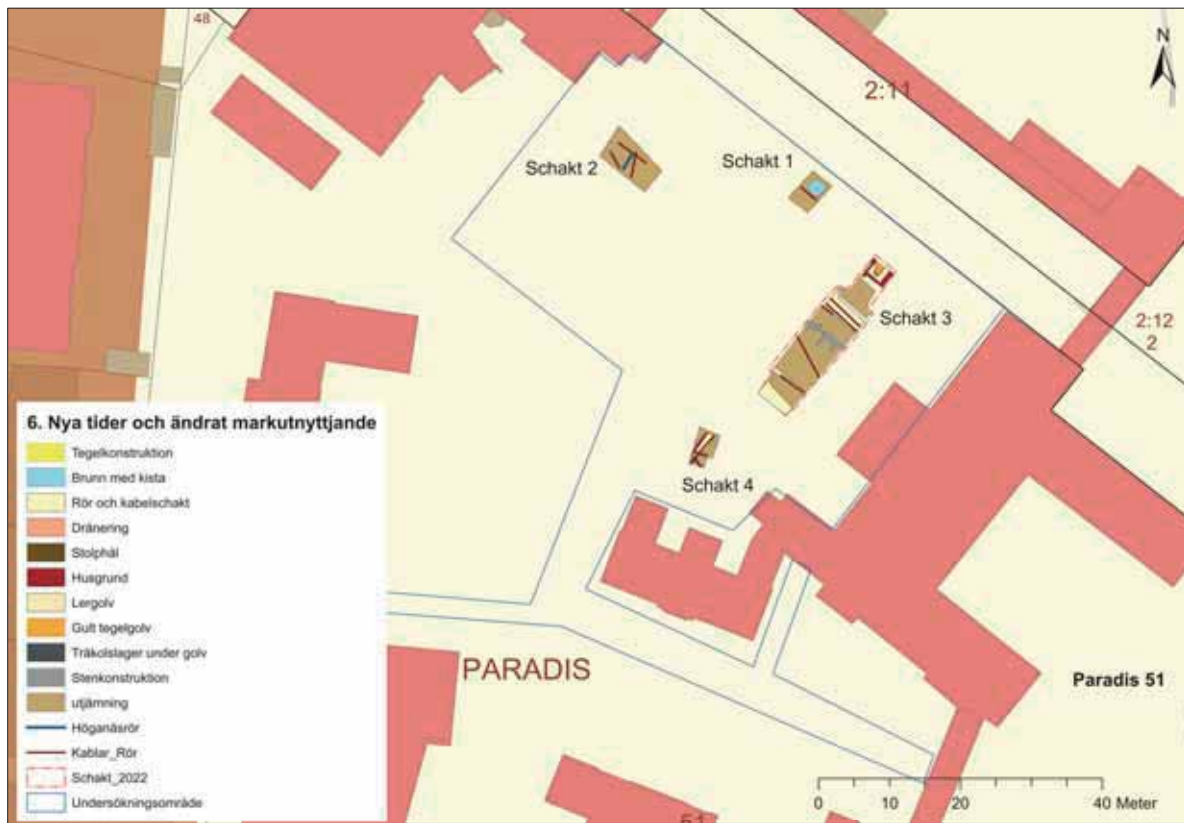 48
N
2:11
Schakt 2
Schakt 1
Schakt 3
2:12
2
6. Nya tider och ändrat markutnyttjande
Tegelkonstruktion
Brunn med kista
Rör och kabelschakt
Dränering
Stolphål
Husgrund
Lergolv
Gult tegelgolv
Träkolslager under golv
Stenkonstruktion
utjämning
Höganäsrör
Kablar_Rör
Schakt_2022
Undersökningsområde
Schakt 4
PARADIS
Paradis 51
0 10 20 40 Meter
51